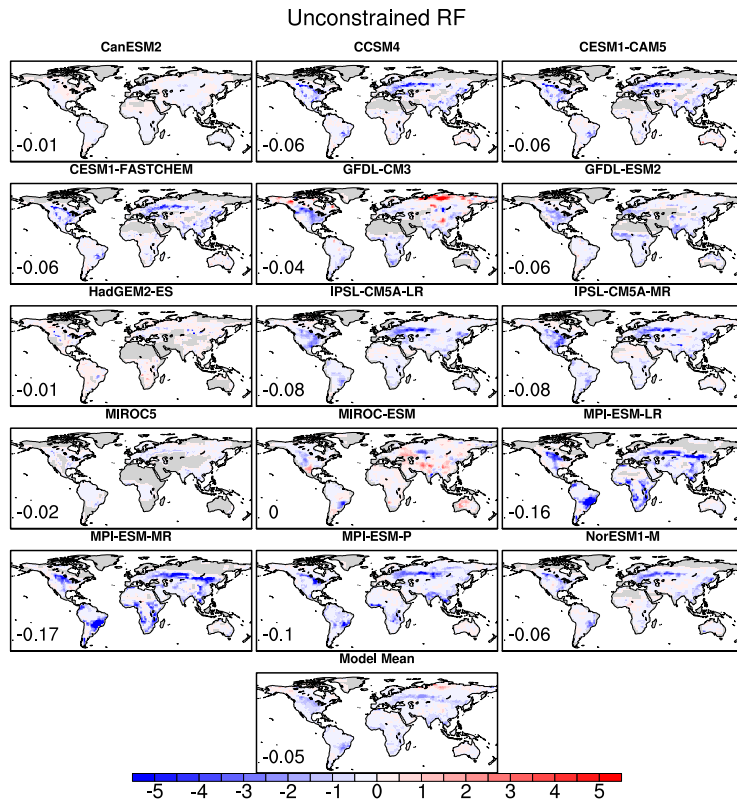 Unconstrained RF
CanESM2 CCSM4 CESM1-CAM5
-0.01 -0.06 -0.06
CESM1-FASTCHEM GFDL-CM3 GFDL-ESM2
-0.06 -0.04 -0.06
HadGEM2-ES IPSL-CM5A-LR IPSL-CM5A-MR
-0.01 -0.08 -0.08
MIROC5 MIROC-ESM MPI-ESM-LR
-0.02 0 -0.16
MPI-ESM-MR MPI-ESM-P NorESM1-M
-0.17 -0.1 -0.06
Model Mean
-0.05
-5 -4 -3 -2 -1 0 1 2 3 4 5